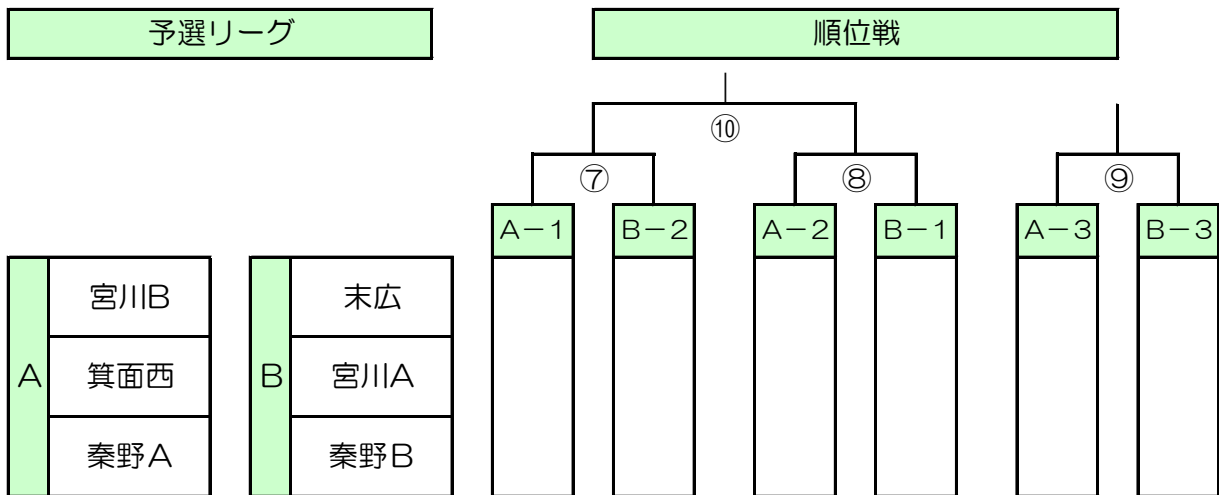 予選リーグ
順位戦
⑩
⑦
⑧
⑨
A-1
B-2
A-2
B-1
A-3
B-3
A
宮川B
箕面西
秦野A
B
末広
宮川A
秦野B